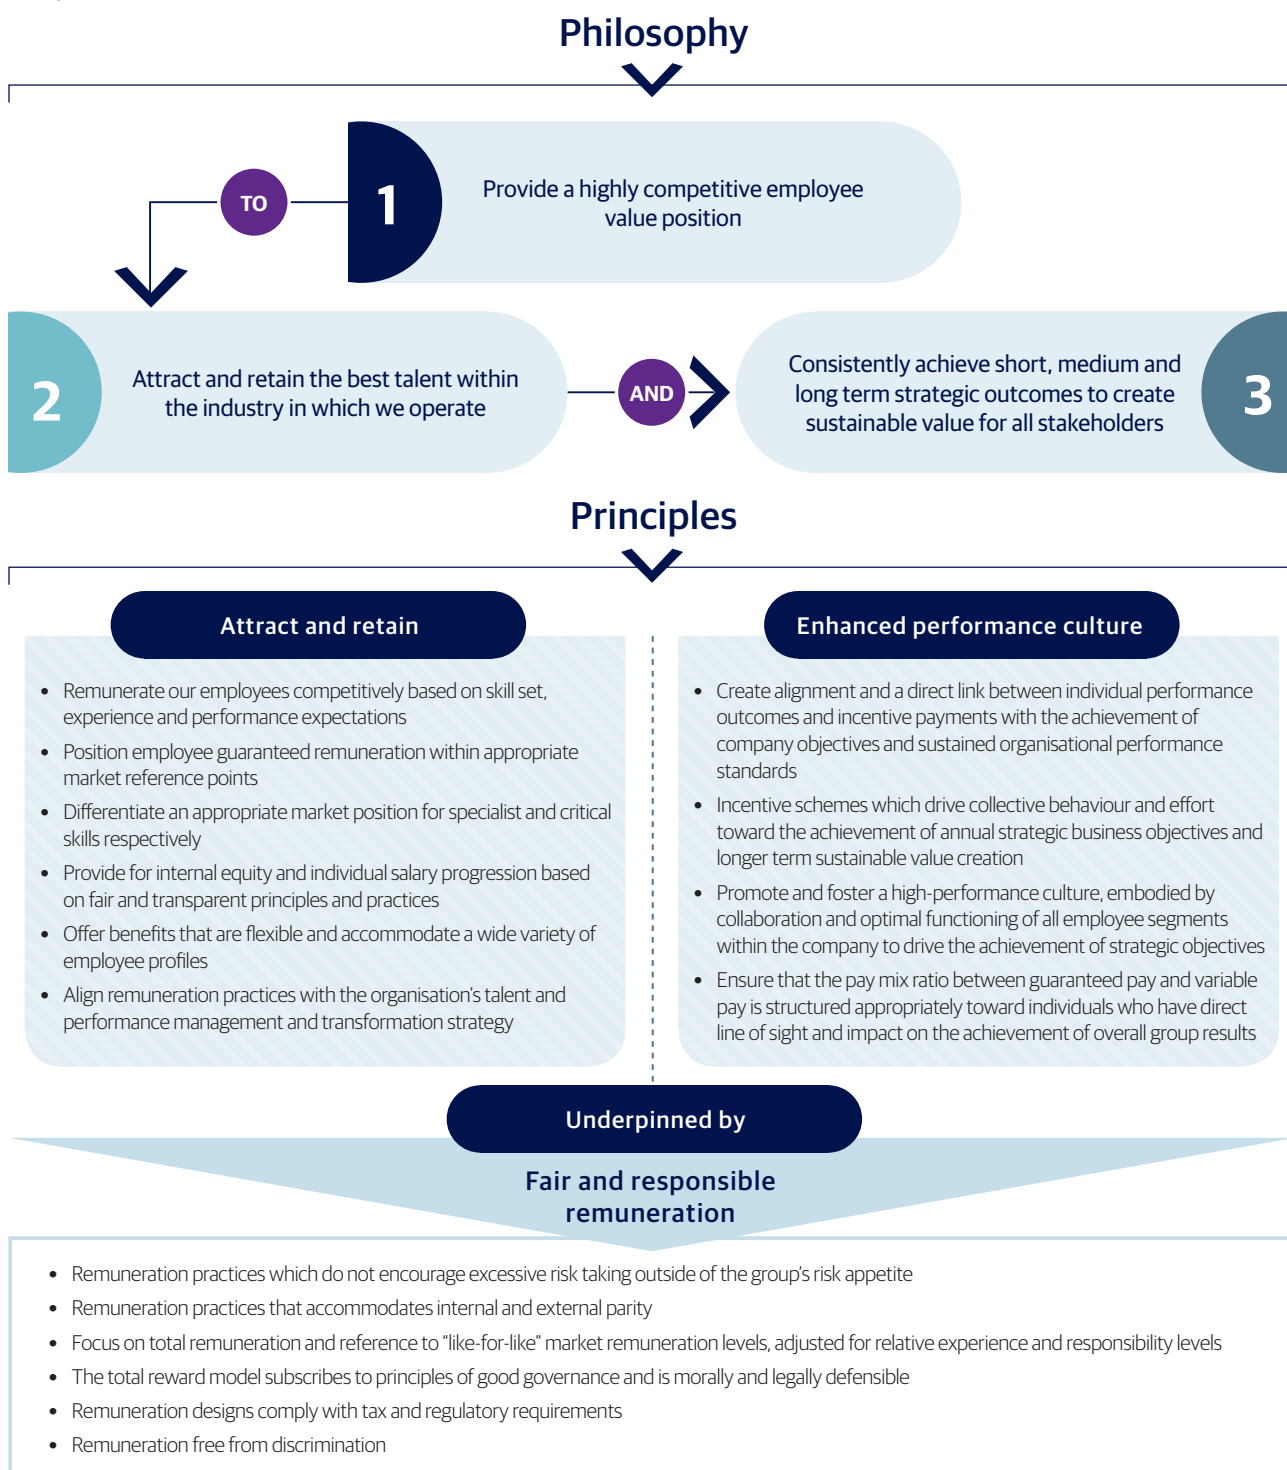 Philosophy
1
Provide a highly competitive employee
value position
TO
2
Attract and retain the best talent within
the industry in which we operate
AND
Consistently achieve short, medium and
long term strategic outcomes to create
sustainable value for all stakeholders
3
Principles
Attract and retain
• Remunerate our employees competitively based on skill set,
experience and performance expectations
• Position employee guaranteed remuneration within appropriate
market reference points
• Differentiate an appropriate market position for specialist and critical
skills respectively
• Provide for internal equity and individual salary progression based
on fair and transparent principles and practices
• Offer benefits that are flexible and accommodate a wide variety of
employee profiles
• Align remuneration practices with the organisation's talent and
performance management and transformation strategy
Enhanced performance culture
• Create alignment and a direct link between individual performance
outcomes and incentive payments with the achievement of
company objectives and sustained organisational performance
standards
• Incentive schemes which drive collective behaviour and effort
toward the achievement of annual strategic business objectives and
longer term sustainable value creation
• Promote and foster a high-performance culture, embodied by
collaboration and optimal functioning of all employee segments
within the company to drive the achievement of strategic objectives
• Ensure that the pay mix ratio between guaranteed pay and variable
pay is structured appropriately toward individuals who have direct
line of sight and impact on the achievement of overall group results
Underpinned by
Fair and responsible
remuneration
• Remuneration practices which do not encourage excessive risk taking outside of the group's risk appetite
• Remuneration practices that accommodates internal and external parity
• Focus on total remuneration and reference to "like-for-like" market remuneration levels, adjusted for relative experience and responsibility levels
• The total reward model subscribes to principles of good governance and is morally and legally defensible
• Remuneration designs comply with tax and regulatory requirements
• Remuneration free from discrimination